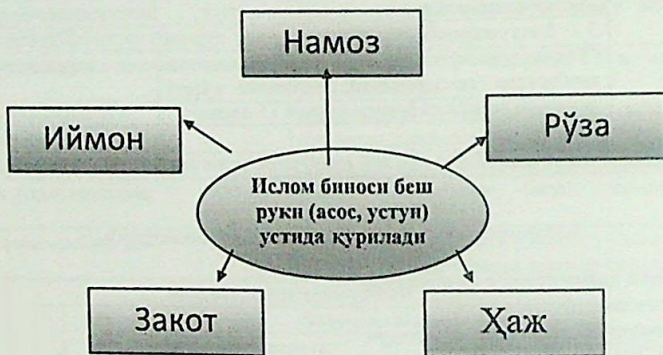 Намоз
Иймон
Рўза
Ислом биноси беш
рукн (асос, устун)
устида қурилади
Закот
Ҳаж